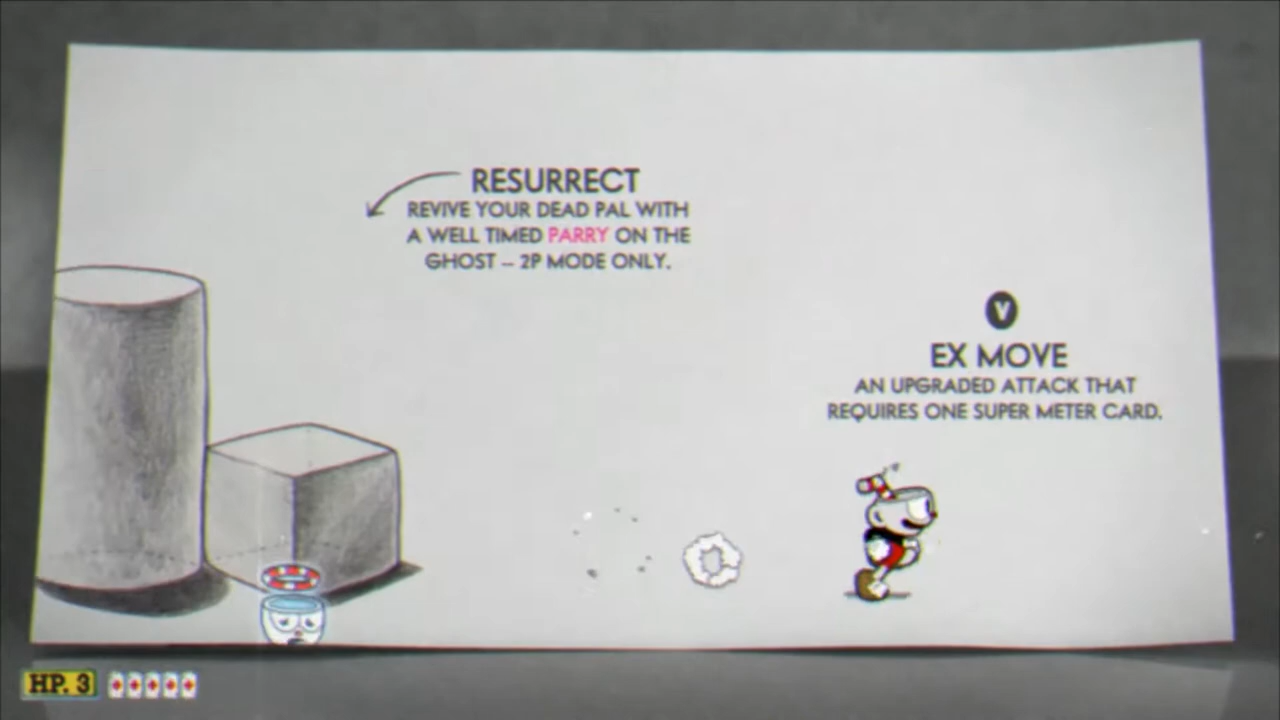 RESURRECT
REVIVE YOUR DEAD PAL WITH
A WELL TIMED PARRY ON THE
GHOST – 2P MODE ONLY.
V
EX MOVE
AN UPGRADED ATTACK THAT
REQUIRES ONE SUPER METER CARD.
HP. 3